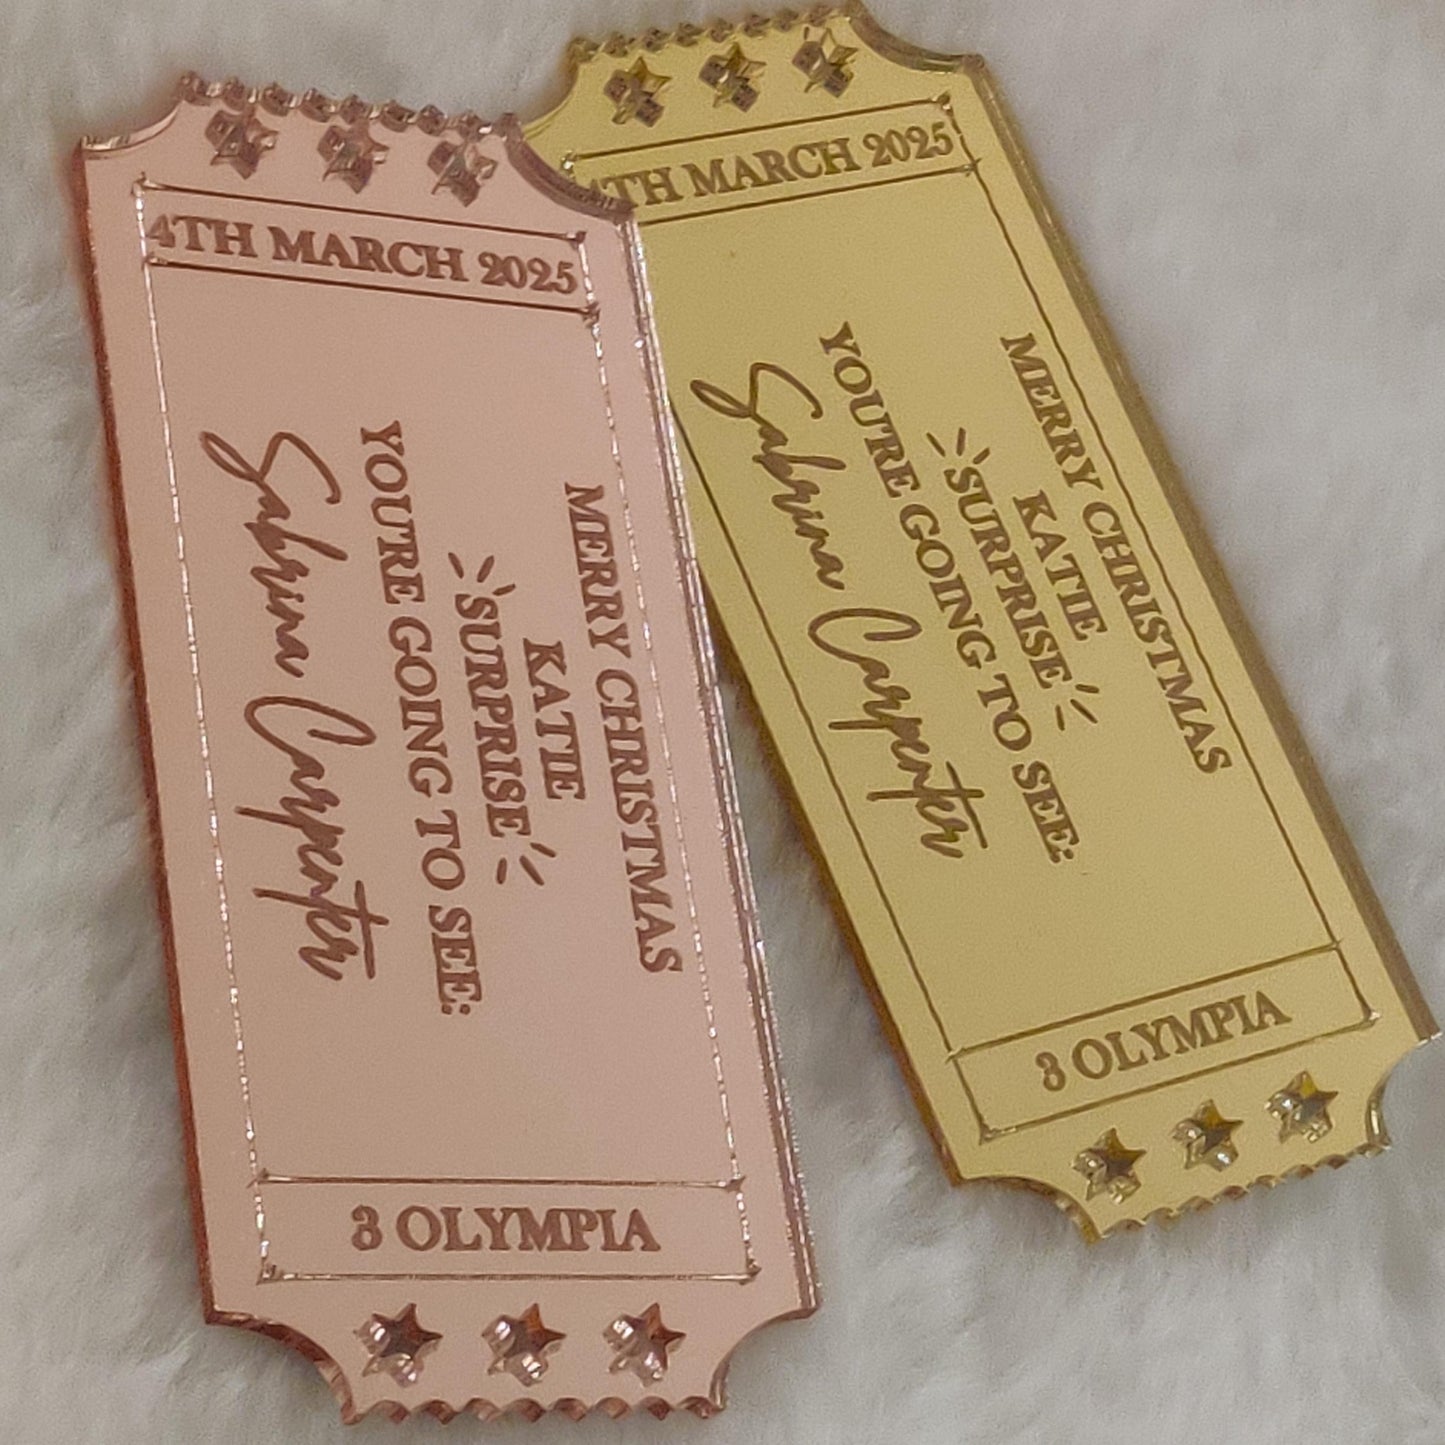 4TH MARCH 2025
MERRY CHRISTMAS
KATIE
SURPRISE
YOU'RE GOING TO SEE:
Sabrina Carpenter
3 OLYMPIA
4TH MARCH 2025
MERRY CHRISTMAS
KATIE
SURPRISE
YOU'RE GOING TO SEE:
Sabrina Carpenter
3 OLYMPIA